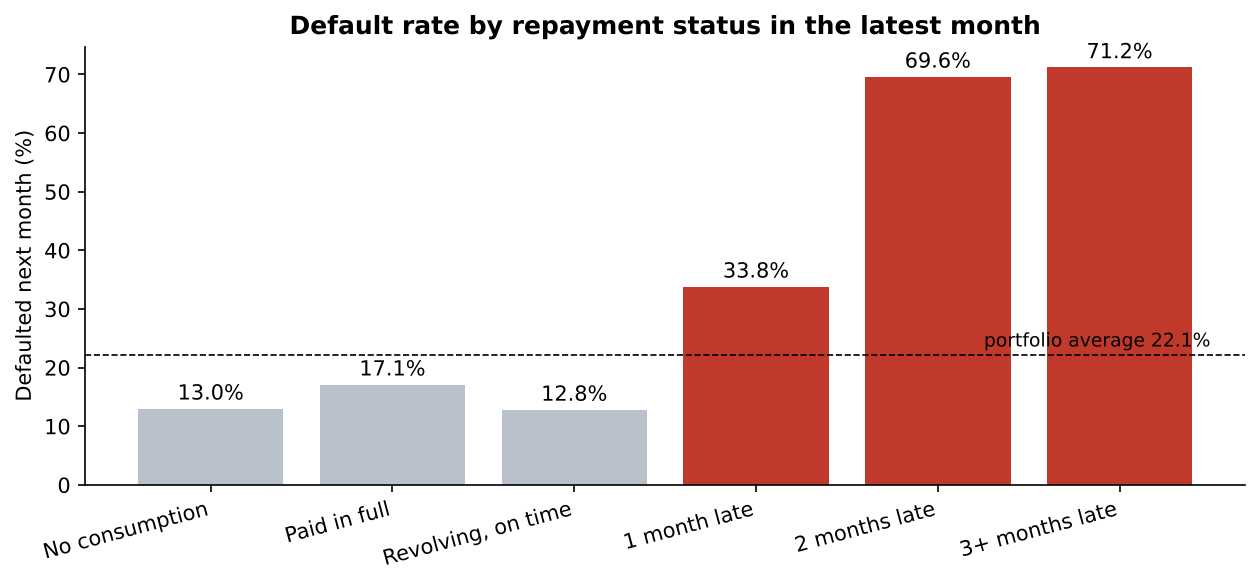 Default rate by repayment status in the latest month
Defaulted next month (%)
70
60
50
40
30
20
10
0
13.0%
17.1%
12.8%
33.8%
69.6%
71.2%
portfolio average 22.1%
No consumption
Paid in full
Revolving, on time
1 month late
2 months late
3+ months late